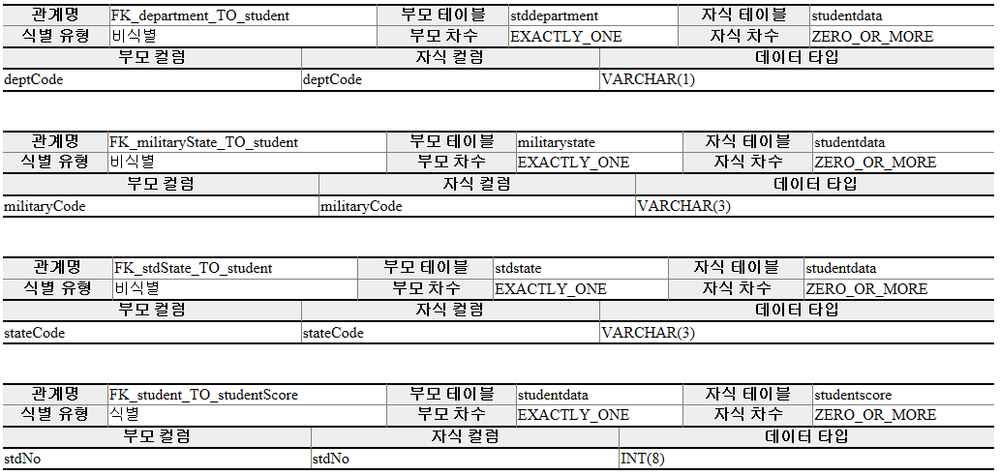 관계명 FK_department_TO_student 부모 테이블 stddepartment 자식 테이블 studentdata
식별 유형 비식별 부모 차수 EXACTLY_ONE 자식 차수 ZERO_OR_MORE
부모 컬럼 자식 컬럼 데이터 타입
deptCode deptCode VARCHAR(1)
관계명 FK_militaryState_TO_student 부모 테이블 militarystate 자식 테이블 studentdata
식별 유형 비식별 부모 차수 EXACTLY_ONE 자식 차수 ZERO_OR_MORE
부모 컬럼 자식 컬럼 데이터 타입
militaryCode militaryCode VARCHAR(3)
관계명 FK_stdState_TO_student 부모 테이블 stdstate 자식 테이블 studentdata
식별 유형 비식별 부모 차수 EXACTLY_ONE 자식 차수 ZERO_OR_MORE
부모 컬럼 자식 컬럼 데이터 타입
stateCode stateCode VARCHAR(3)
관계명 FK_student_TO_studentScore 부모 테이블 studentdata 자식 테이블 studentscore
식별 유형 식별 부모 차수 EXACTLY_ONE 자식 차수 ZERO_OR_MORE
부모 컬럼 자식 컬럼 데이터 타입
stdNo stdNo INT(8)